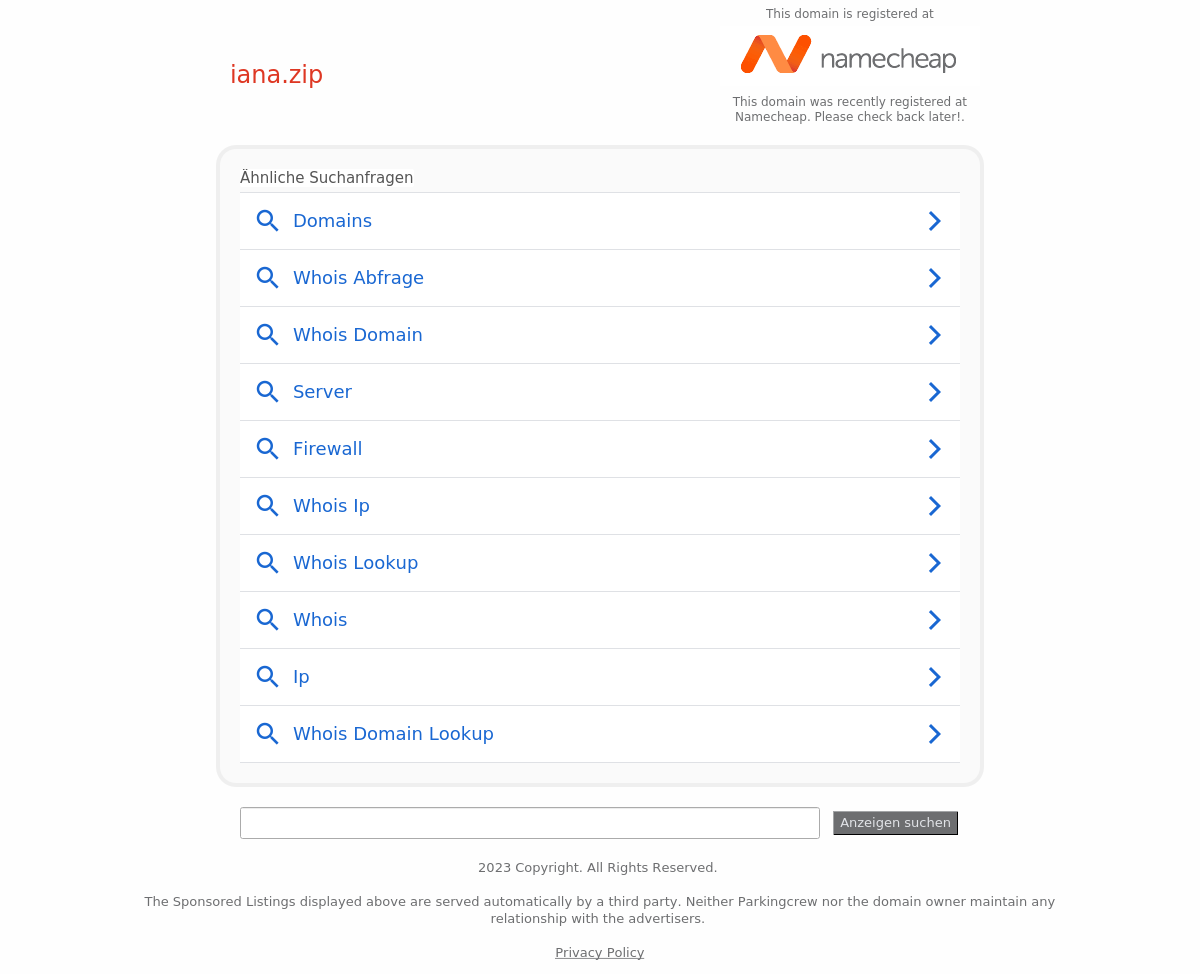 This domain is registered at
namecheap
iana.zip
This domain was recently registered at
Namecheap. Please check back later!.
Ähnliche Suchanfragen
Domains
Whois Abfrage
Whois Domain
Server
Firewall
Whois Ip
Whois Lookup
Whois
Ip
Whois Domain Lookup
Anzeigen suchen
2023 Copyright. All Rights Reserved.
The Sponsored Listings displayed above are served automatically by a third party. Neither Parkingcrew nor the domain owner maintain any
relationship with the advertisers.
Privacy Policy